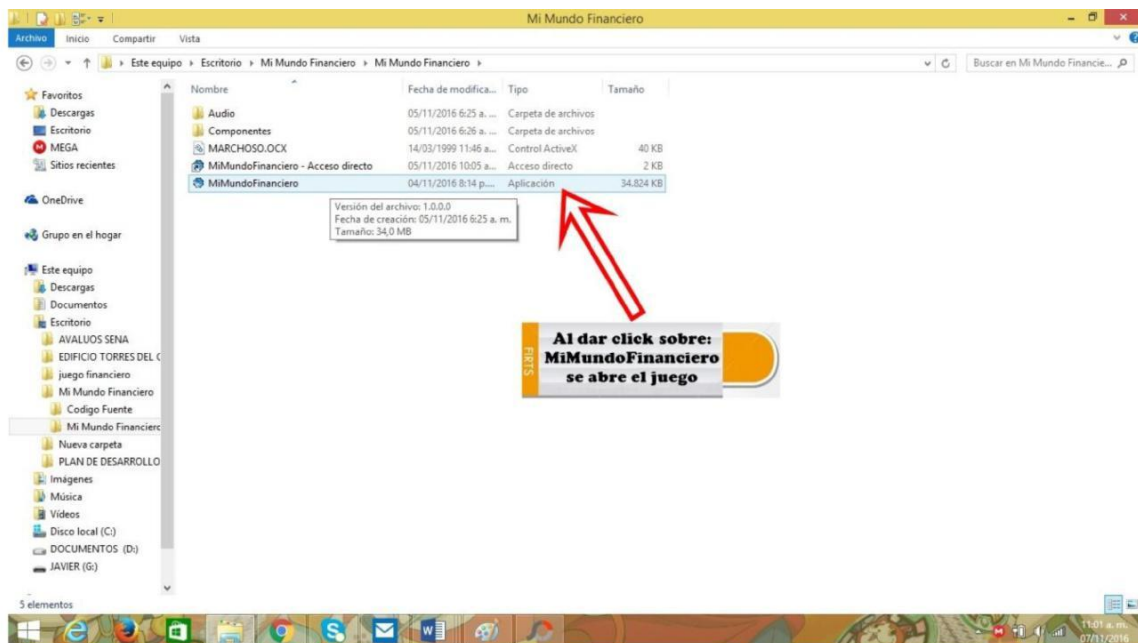 Mi Mundo Financiero
Archivo Inicio Compartir Vista
Este equipo Escritorio Mi Mundo Financiero Mi Mundo Financiero
Buscar en Mi Mundo Financie...
Nombre Fecha de modifica... Tipo Tamaño
Audio 05/11/2016 6:25 a. ... Carpeta de archivos
Componentes 05/11/2016 6:26 a. ... Carpeta de archivos
MARCHOSO.OCX 14/03/1999 11:46 a... Control ActiveX 40 KB
MiMundoFinanciero - Acceso directo 05/11/2016 10:05 a... Acceso directo 2 KB
MiMundoFinanciero 04/11/2016 8:14 p.... Aplicación 34.824 KB
Versión del archivo: 1.0.0.0
Fecha de creación: 05/11/2016 6:25 a. m.
Tamaño: 34,0 MB
Favoritos
Descargas
Escritorio
MEGA
Sitios recientes
OneDrive
Grupo en el hogar
Este equipo
Descargas
Documentos
Escritorio
AVALUOS SENA
EDIFICIO TORRES DEL C
juego financiero
Mi Mundo Financiero
Codigo Fuente
Mi Mundo Financierc
Nueva carpeta
PLAN DE DESARROLLO
Imágenes
Música
Vídeos
Disco local (C:)
DOCUMENTOS (D:)
JAVIER (G:)
FIRTS
Al dar click sobre:
MiMundoFinanciero
se abre el juego
5 elementos
11:01 a. m.
07/11/2016